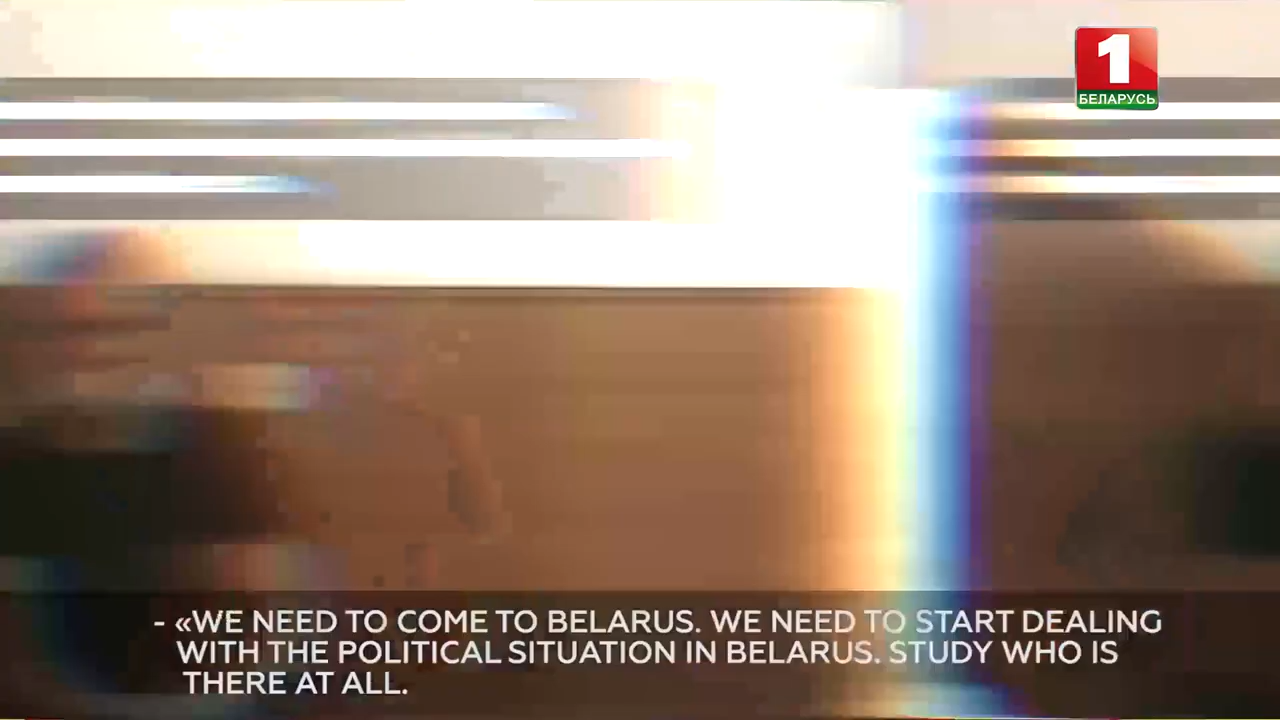 1
БЕЛАРУСЬ
- «WE NEED TO COME TO BELARUS. WE NEED TO START DEALING
WITH THE POLITICAL SITUATION IN BELARUS. STUDY WHO IS
THERE AT ALL.